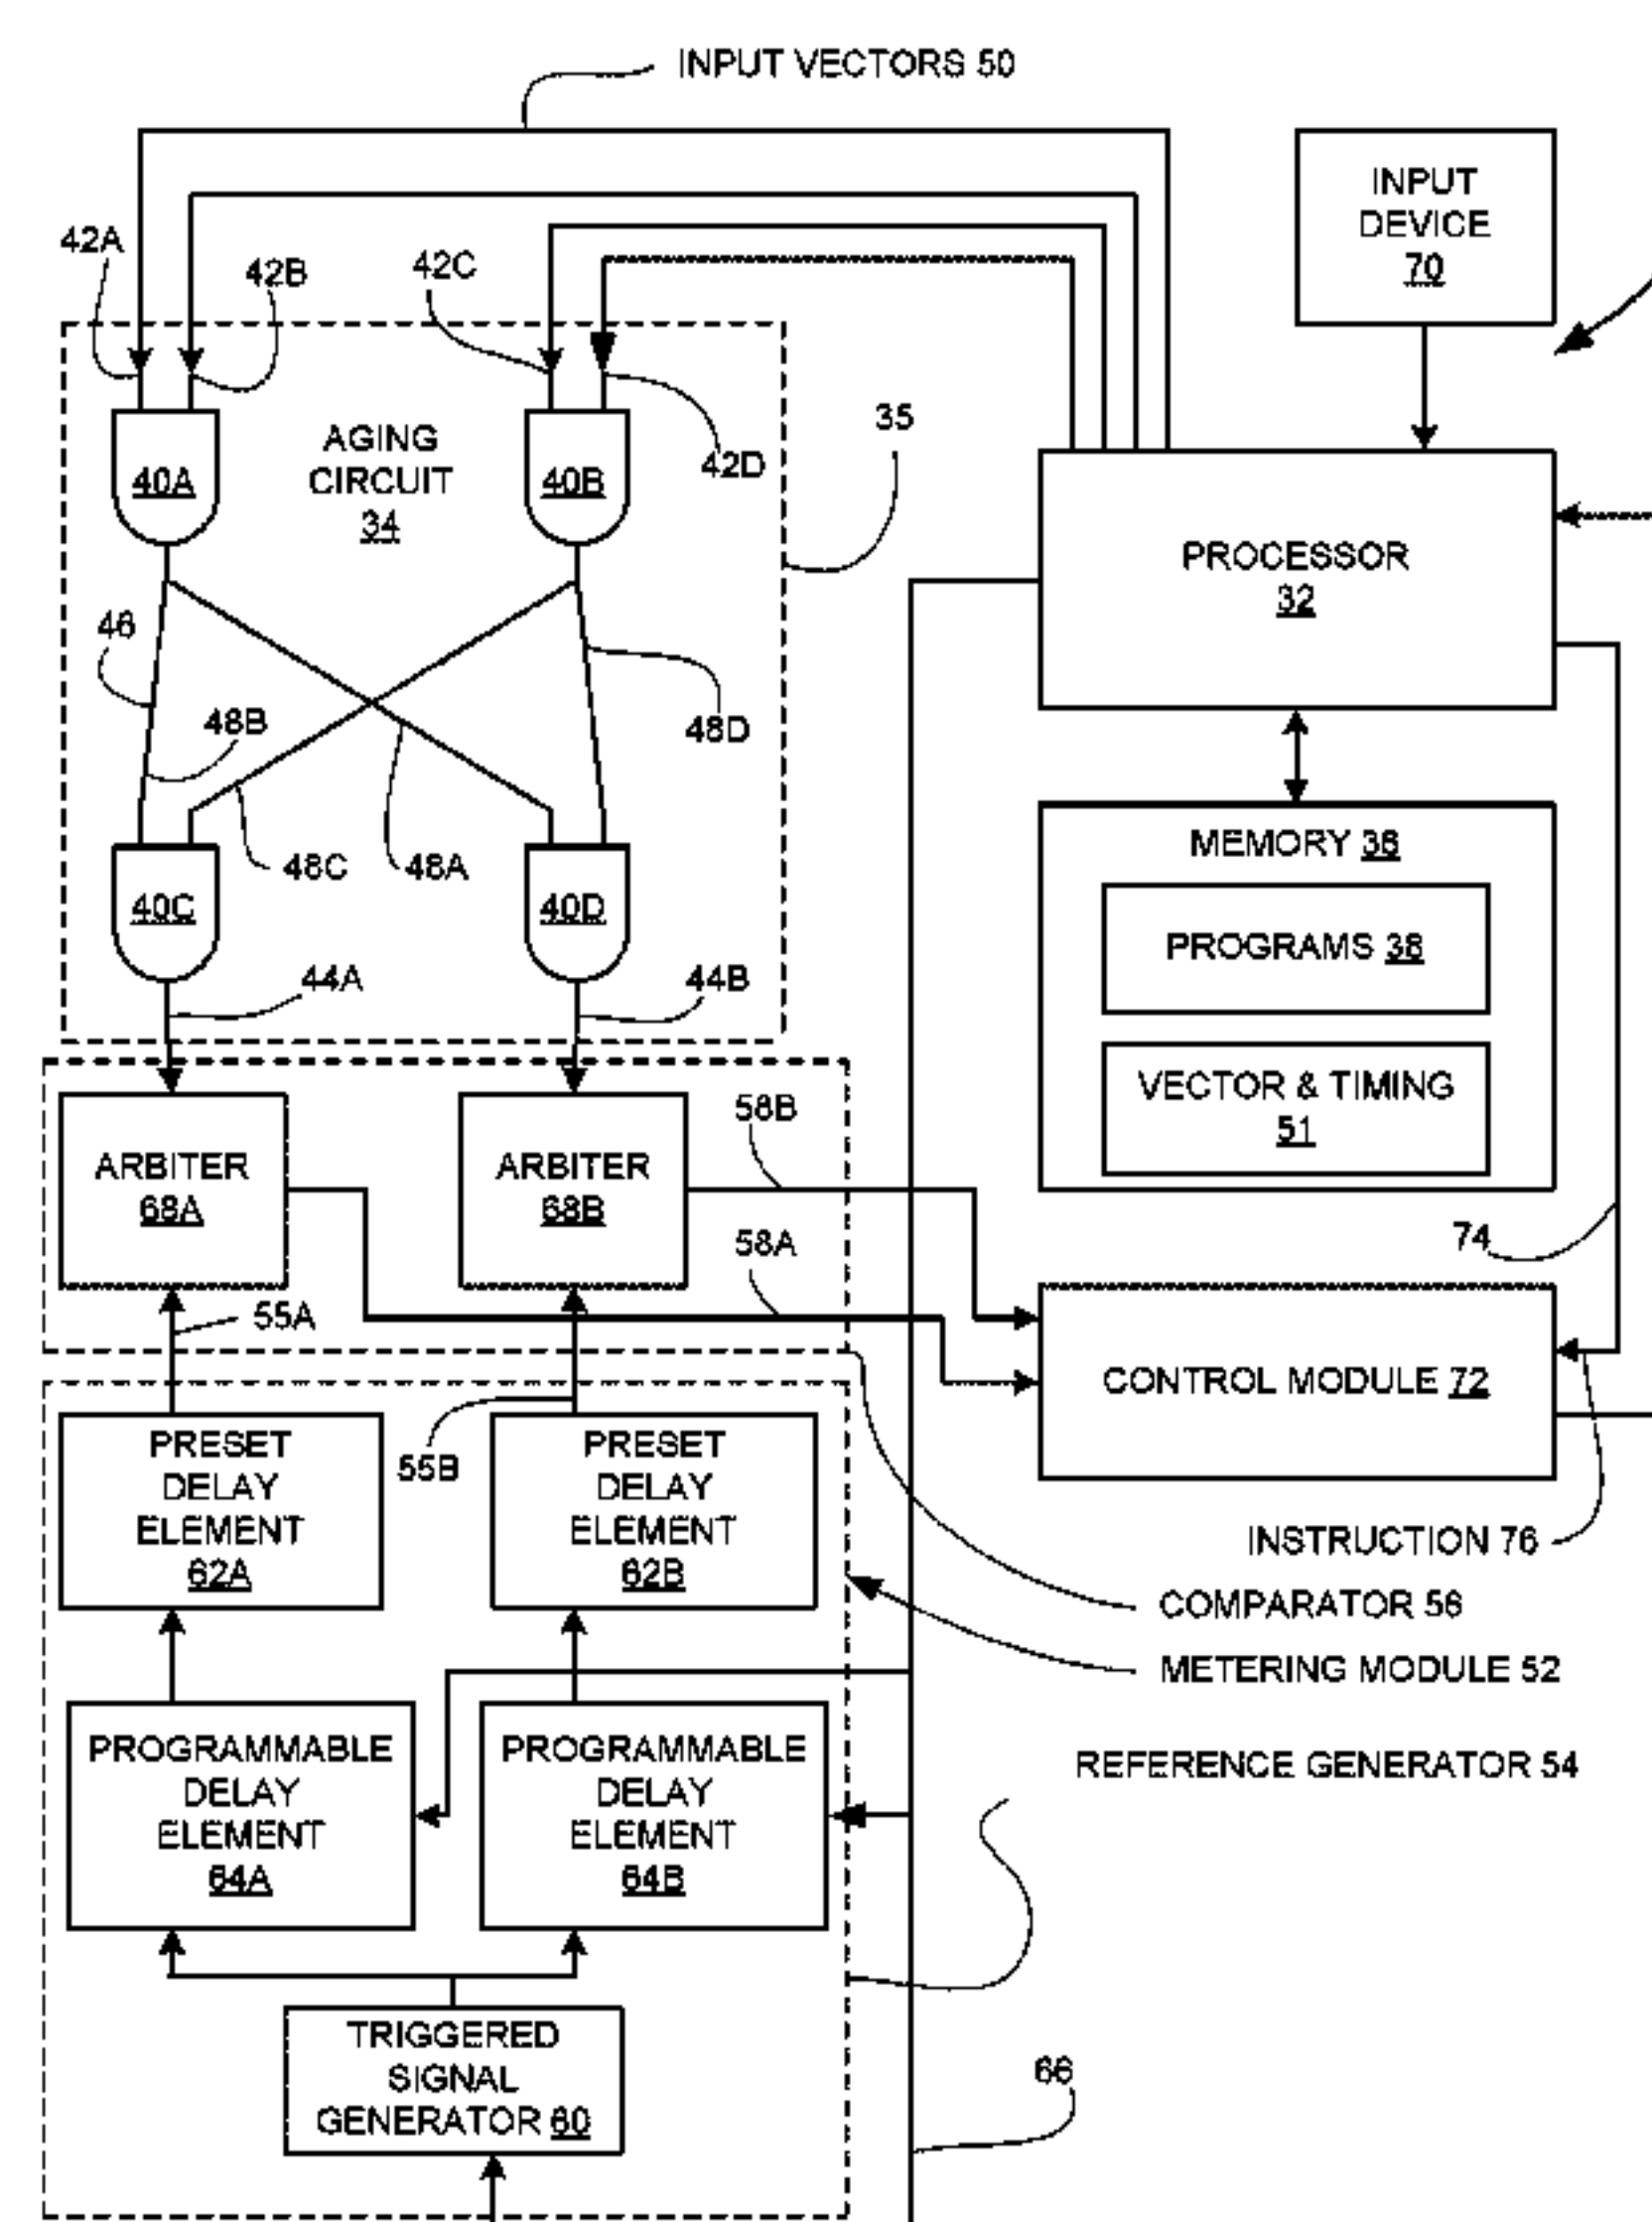 INPUT VECTORS 50
INPUT
DEVICE
70
42A
42B
42C
42D
35
40A
AGING
CIRCUIT
34
40B
PROCESSOR
32
46
48B
48D
48C
48A
MEMORY 36
40C
40D
PROGRAMS 38
44A
44B
VECTOR & TIMING
51
58B
ARBITER
68A
ARBITER
68B
58A
74
55A
CONTROL MODULE 72
PRESET
DELAY
ELEMENT
62A
55B
PRESET
DELAY
ELEMENT
62B
INSTRUCTION 76
COMPARATOR 56
METERING MODULE 52
PROGRAMMABLE
DELAY
ELEMENT
64A
PROGRAMMABLE
DELAY
ELEMENT
64B
REFERENCE GENERATOR 54
TRIGGERED
SIGNAL
GENERATOR 60
66